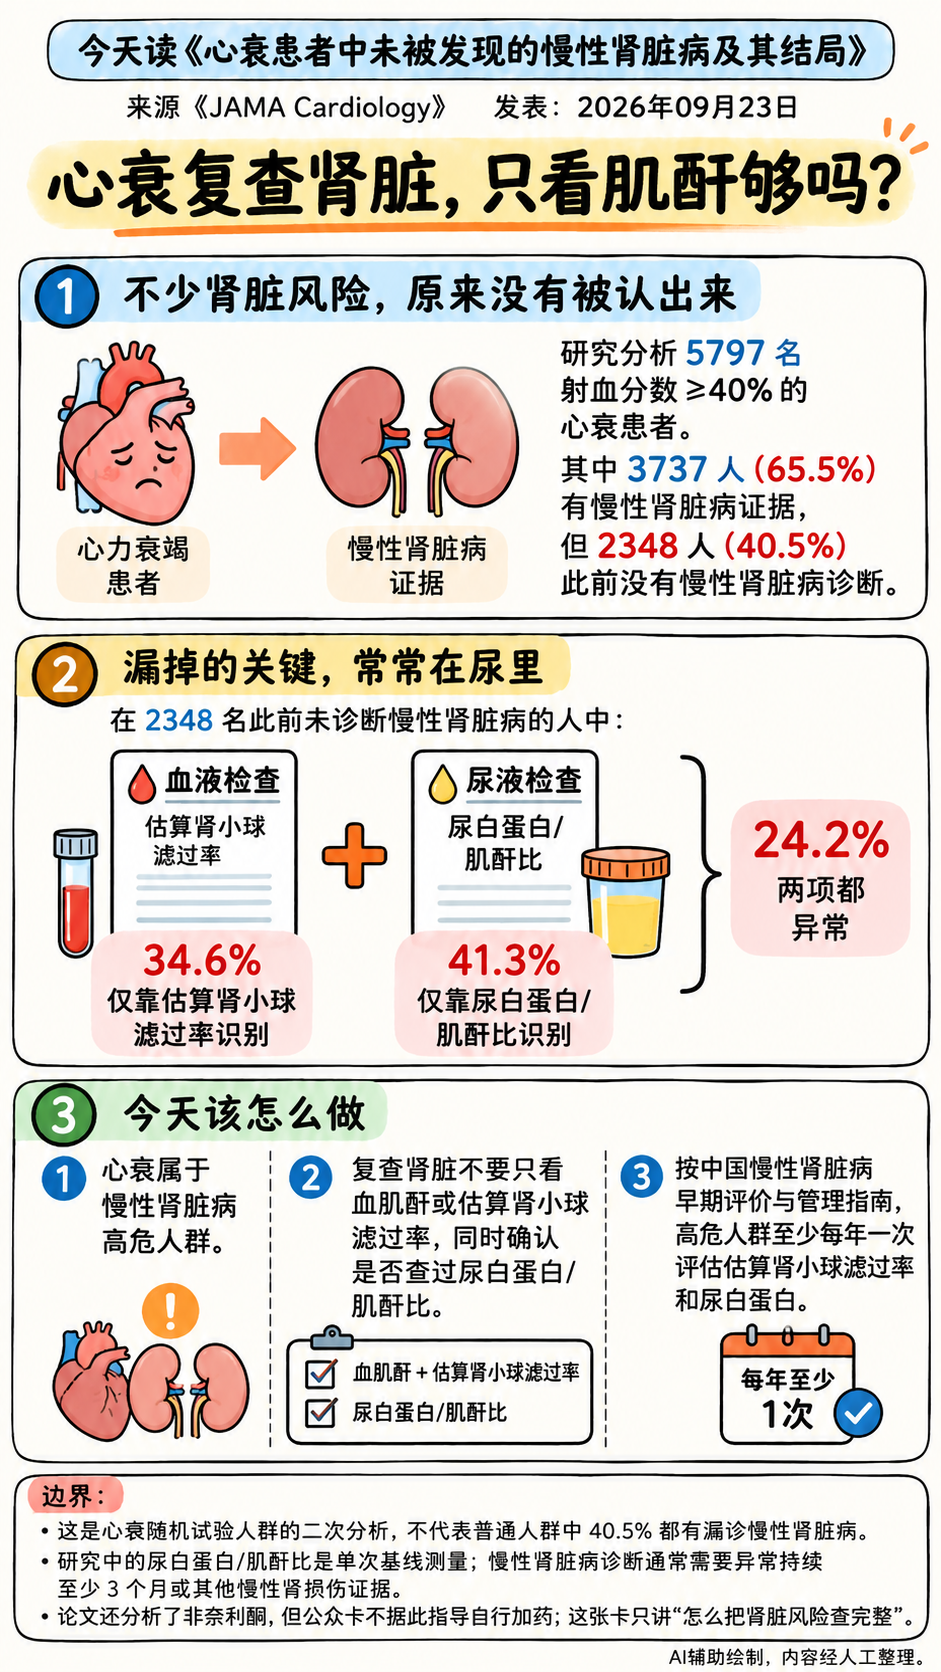 今天读《心衰患者中未被发现的慢性肾脏病及其结局》
来源《JAMA Cardiology》 发表：2026年09月23日
心衰复查肾脏，只看肌酐够吗？
1 不少肾脏风险，原来没有被认出来
心力衰竭
患者
慢性肾脏病
证据
研究分析 5797 名
射血分数 ≥40% 的
心衰患者。
其中 3737 人（65.5%）
有慢性肾脏病证据，
但 2348 人（40.5%）
此前没有慢性肾脏病诊断。
2 漏掉的关键，常常在尿里
在 2348 名此前未诊断慢性肾脏病的人中：
血液检查
估算肾小球
滤过率
34.6%
仅靠估算肾小球
滤过率识别
尿液检查
尿白蛋白/
肌酐比
41.3%
仅靠尿白蛋白/
肌酐比识别
24.2%
两项都
异常
3 今天该怎么做
1 心衰属于
慢性肾脏病
高危人群。
!
2 复查肾脏不要只看
血肌酐或估算肾小球
滤过率，同时确认
是否查过尿白蛋白/
肌酐比。
血肌酐 + 估算肾小球滤过率
尿白蛋白/肌酐比
3 按中国慢性肾脏病
早期评价与管理指南，
高危人群至少每年一次
评估估算肾小球滤过率
和尿白蛋白。
每年至少
1次
边界：
• 这是心衰随机试验人群的二次分析，不代表普通人群中 40.5% 都有漏诊慢性肾脏病。
• 研究中的尿白蛋白/肌酐比是单次基线测量；慢性肾脏病诊断通常需要异常持续
至少 3 个月或其他慢性肾损伤证据。
• 论文还分析了非奈利酮，但公众卡不据此指导自行加药；这张卡只讲“怎么把肾脏风险查完整”。
AI辅助绘制，内容经人工整理。